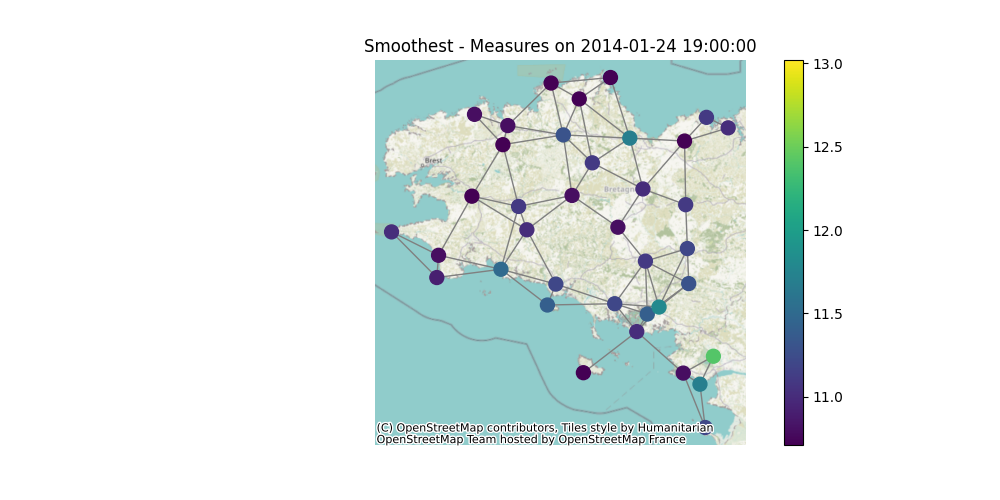 Smoothest - Measures on 2014-01-24 19:00:00
13.0
12.5
12.0
11.5
11.0
Brest
Bretagn
(C) OpenStreetMap contributors, Tiles style by Humanitarian
OpenStreetMap Team hosted by OpenStreetMap France